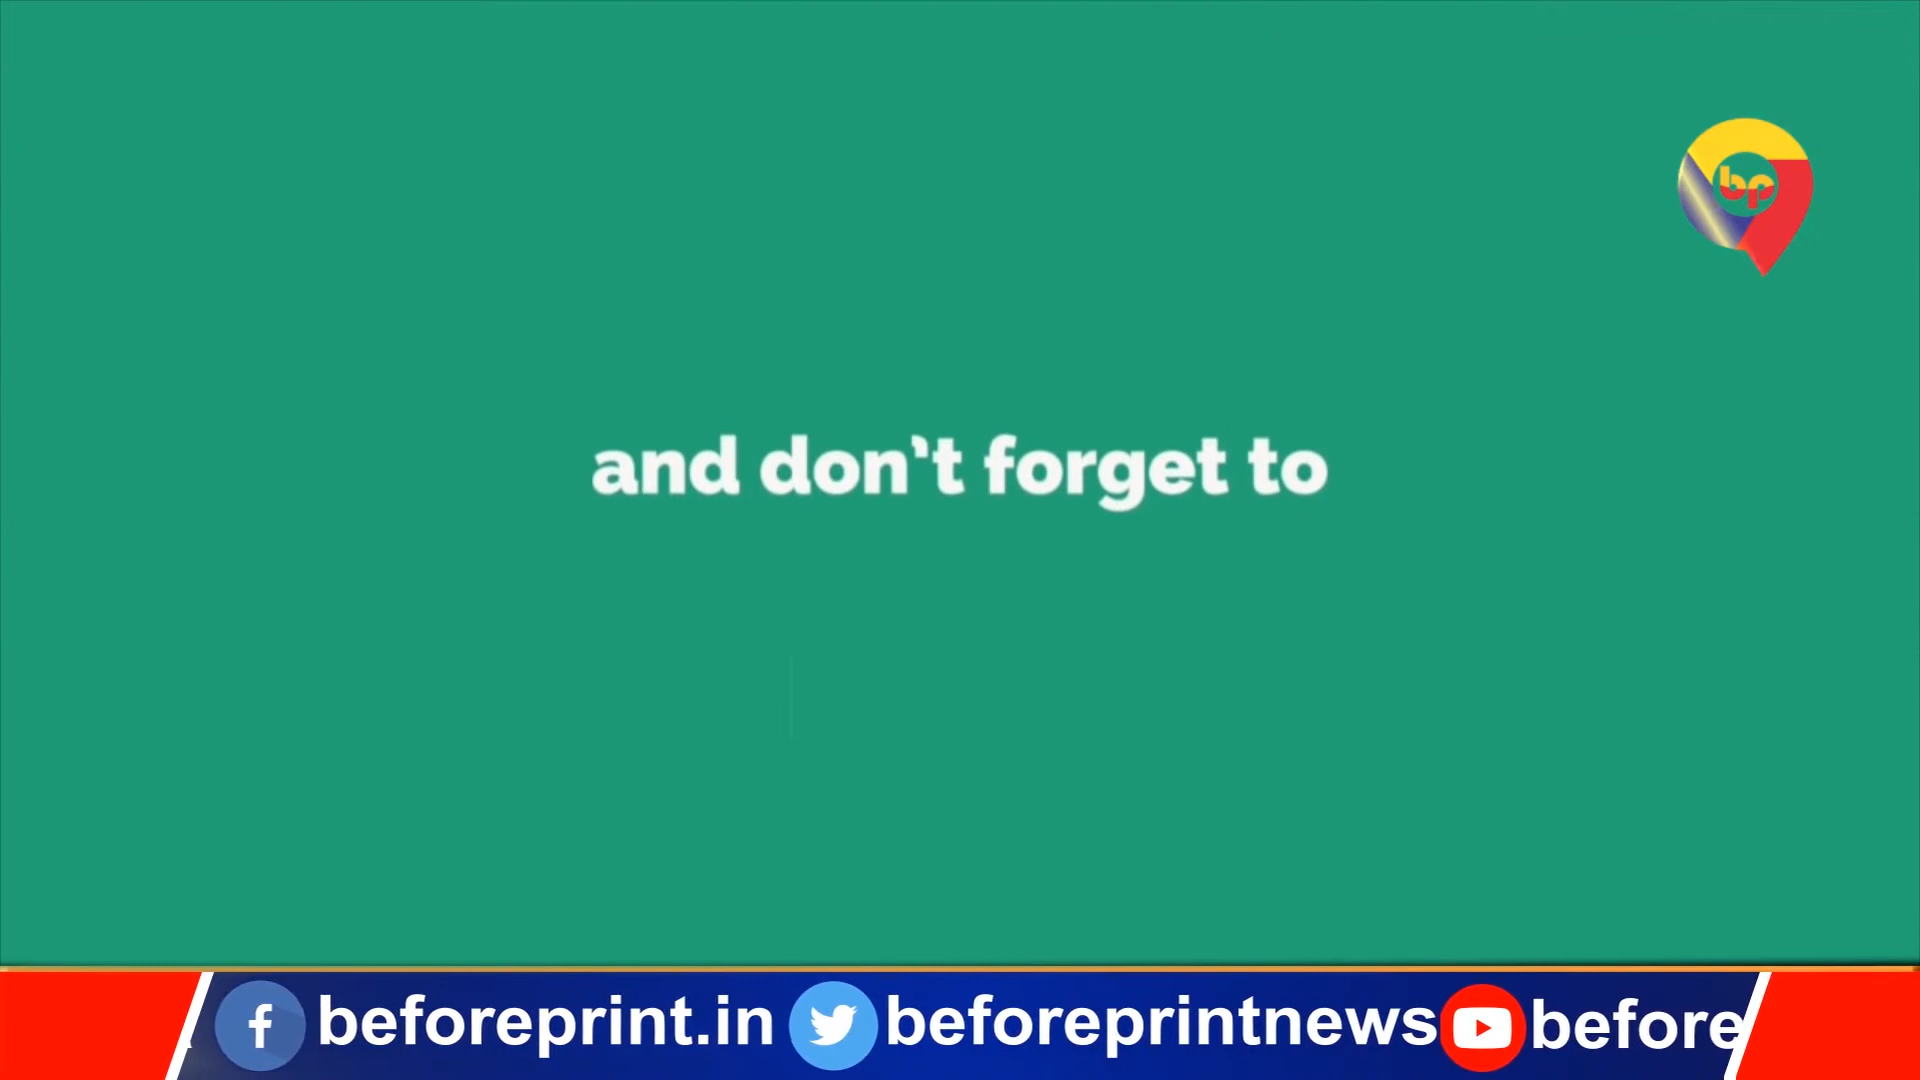 bp
and don't forget to
beforeprint.in beforeprintnews before